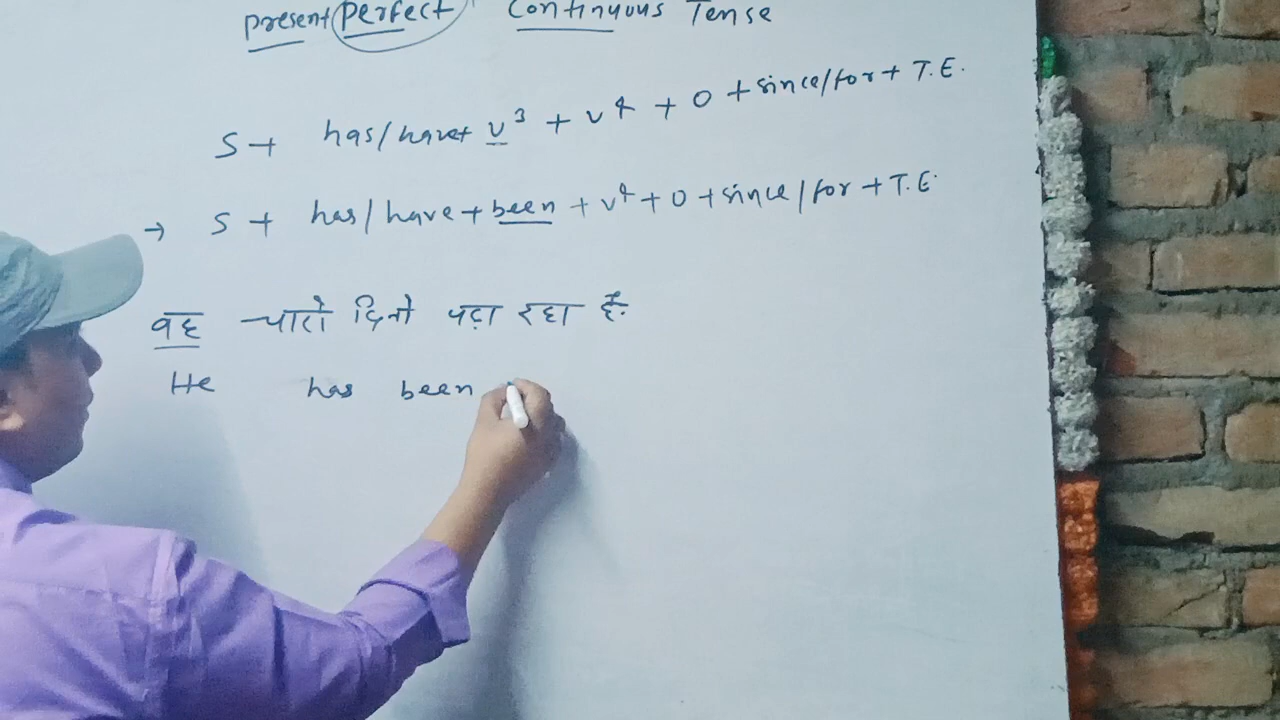 Present Perfect Continuous Tense
S + has/have + v³ + v⁴ + O + since/for + T.E.
→ S + has/have + been + v⁴ + O + since/for + T.E.
वह चारो दिनो पढ़ा रहा है.
He has been